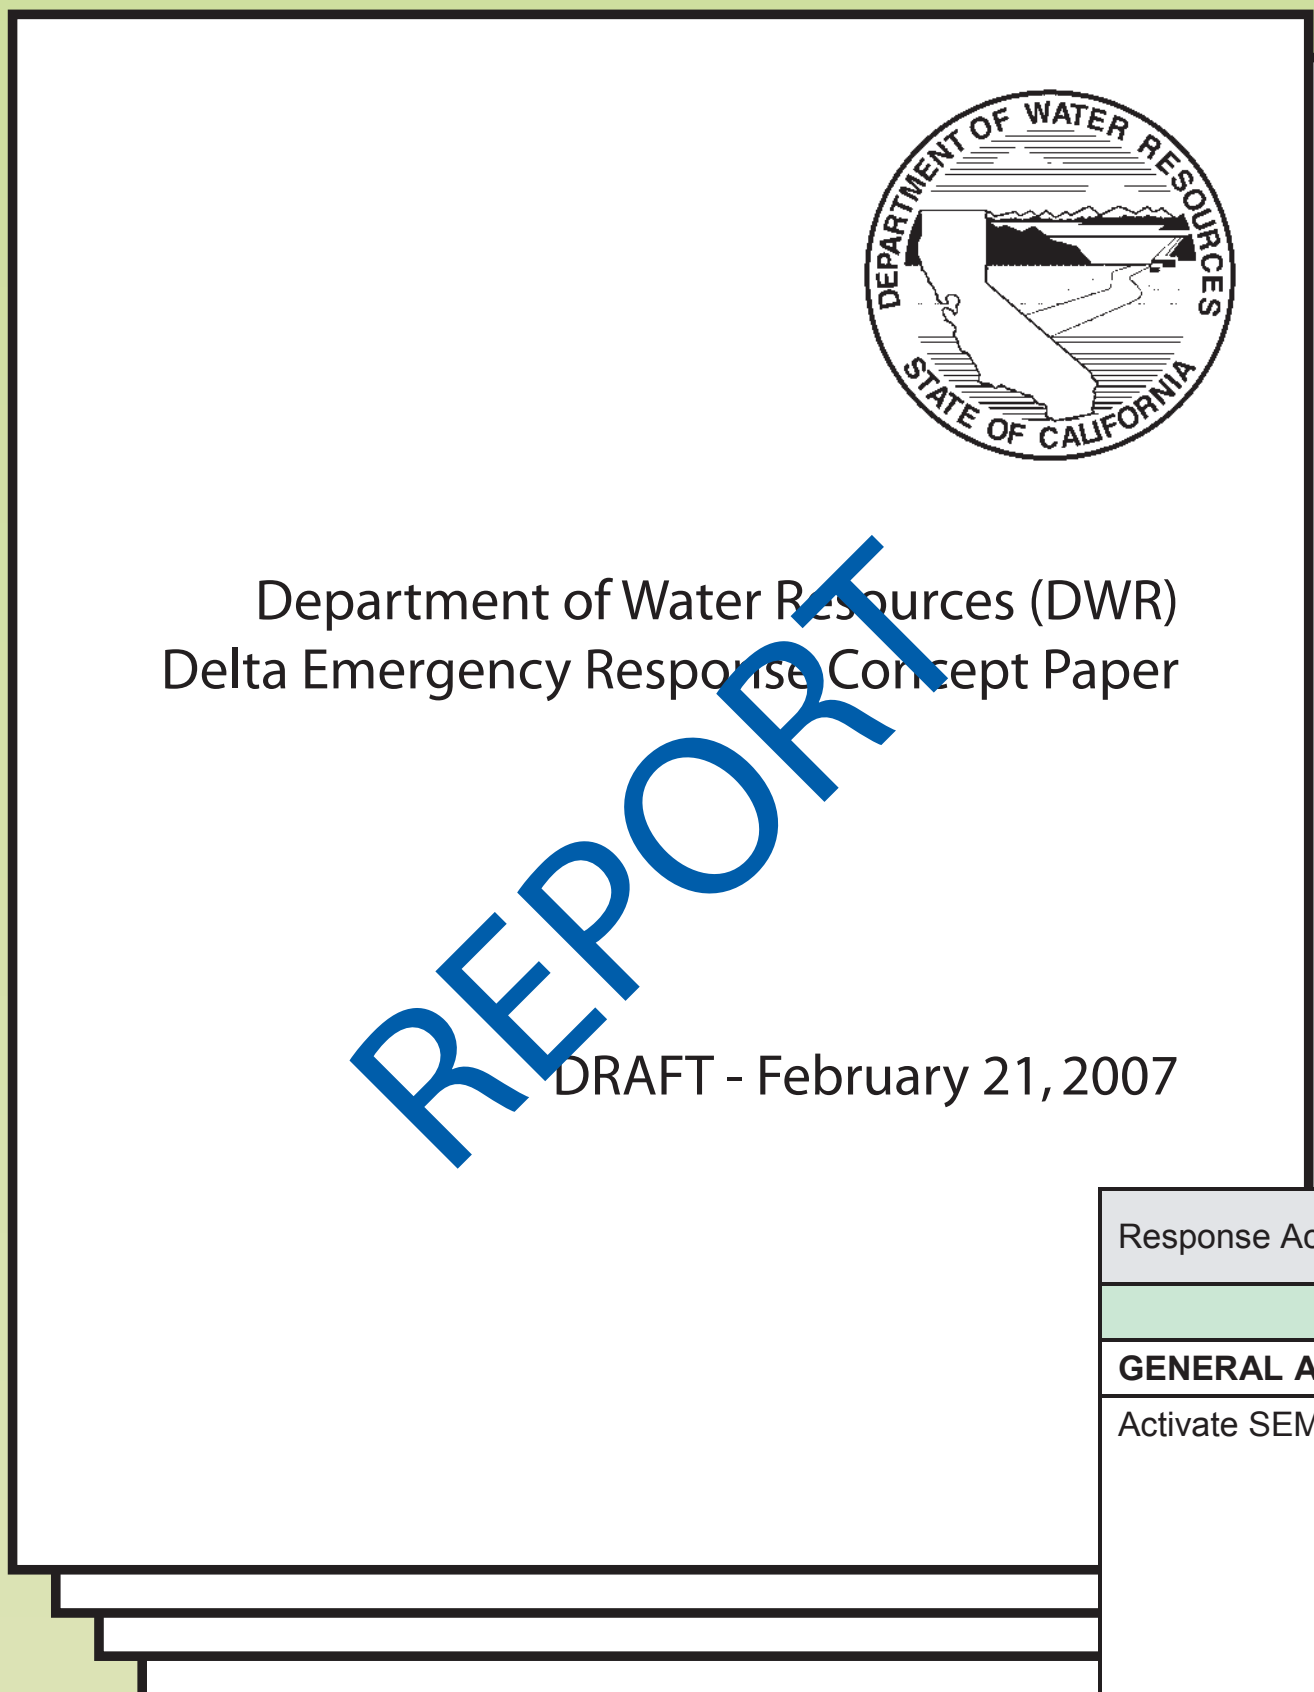 DEPARTMENT OF WATER RESOURCES
STATE OF CALIFORNIA
Department of Water Resources (DWR)
Delta Emergency Response Concept Paper
REPORT
DRAFT - February 21, 2007
Response Ac
GENERAL A
Activate SEM